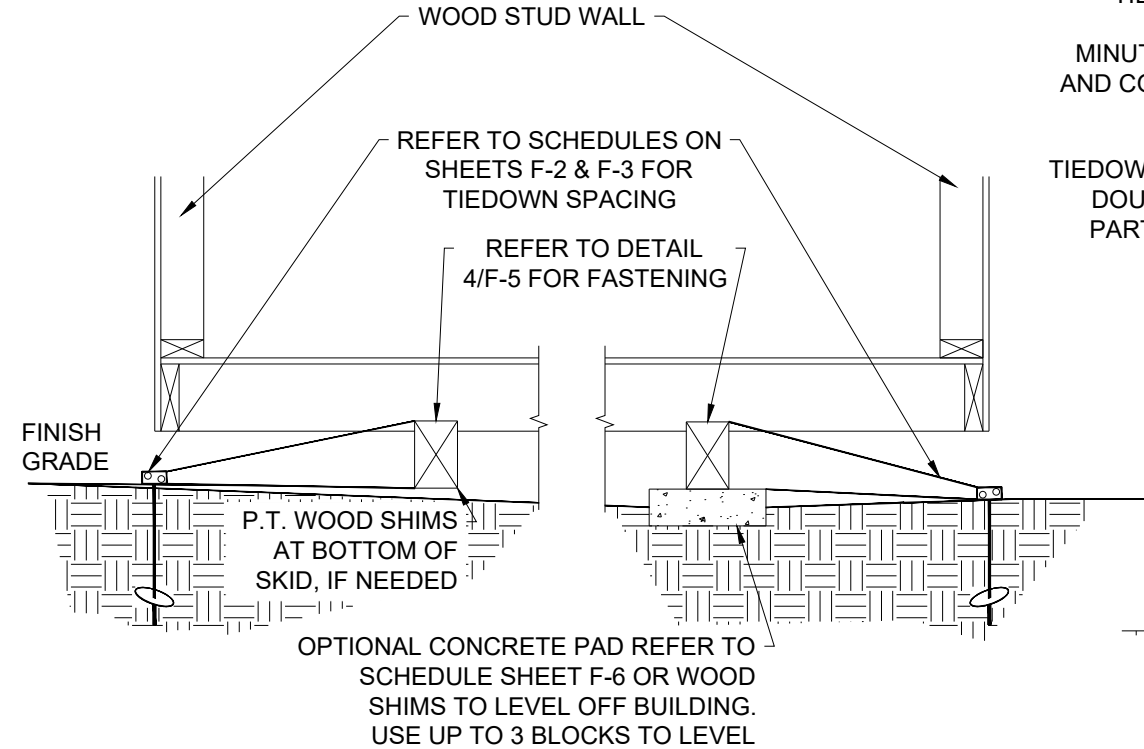 WOOD STUD WALL
REFER TO SCHEDULES ON
SHEETS F-2 & F-3 FOR
TIEDOWN SPACING
REFER TO DETAIL
4/F-5 FOR FASTENING
FINISH
GRADE
P.T. WOOD SHIMS
AT BOTTOM OF
SKID, IF NEEDED
OPTIONAL CONCRETE PAD REFER TO
SCHEDULE SHEET F-6 OR WOOD
SHIMS TO LEVEL OFF BUILDING.
USE UP TO 3 BLOCKS TO LEVEL
MINUT
AND CO
TIEDOW
DOU
PART